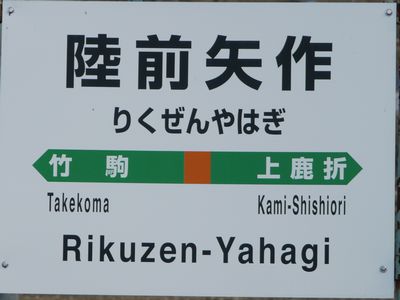 陸前矢作
りくぜんやはぎ
竹駒 上鹿折
Takekoma Kami-Shishiori
Rikuzen-Yahagi